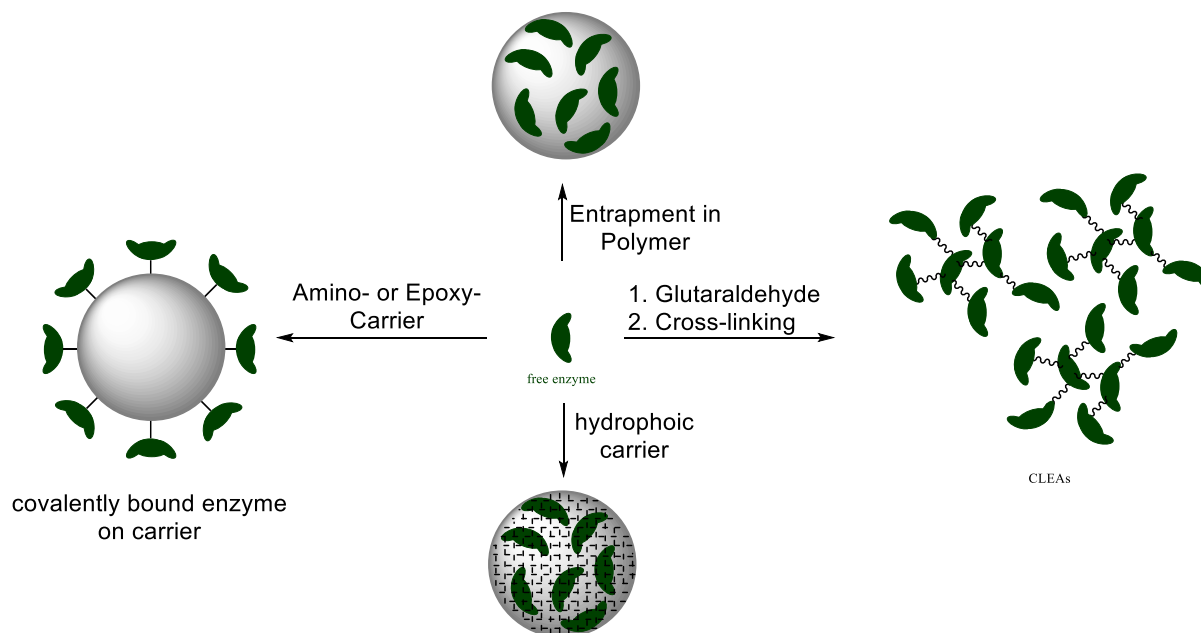 Entrapment in
Polymer
Amino- or Epoxy-
Carrier
1. Glutaraldehyde
2. Cross-linking
free enzyme
hydrophoic
carrier
CLEAs
covalently bound enzyme
on carrier